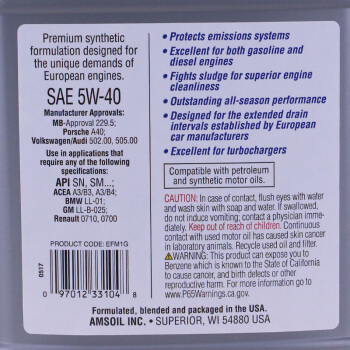 Premium synthetic
formulation designed for
the unique demands of
European engines.
SAE 5W-40
Manufacturer Approvals:
MB-Approval 229.5;
Porsche A40;
Volkswagen/Audi 502.00, 505.00
Use in applications that
require any of the following
specifications:
API SN, SM...;
ACEA A3/B3, A3/B4;
BMW LL-01;
GM LL-B-025;
Renault 0710, 0700
PRODUCT CODE: EFM1G
0517
0 97012 33104 8
• Protects emissions systems
• Excellent for both gasoline and
diesel engines
• Fights sludge for superior engine
cleanliness
• Outstanding all-season performance
• Designed for the extended drain
intervals established by European
car manufacturers
• Excellent for turbochargers
Compatible with petroleum
and synthetic motor oils.
CAUTION: In case of contact, flush eyes with water
and wash skin with soap and water. If swallowed,
do not induce vomiting; contact a physician imme-
diately. Keep out of reach of children. Continuous
contact with used motor oil has caused skin cancer
in laboratory animals. Recycle used oil and filter.
WARNING: This product can expose you to
Benzene which is known to the State of California
to cause cancer, and birth defects or other
reproductive harm. For more information go to
www.P65Warnings.ca.gov.
Formulated, blended and packaged in the USA.
AMSOIL INC. • SUPERIOR, WI 54880 USA